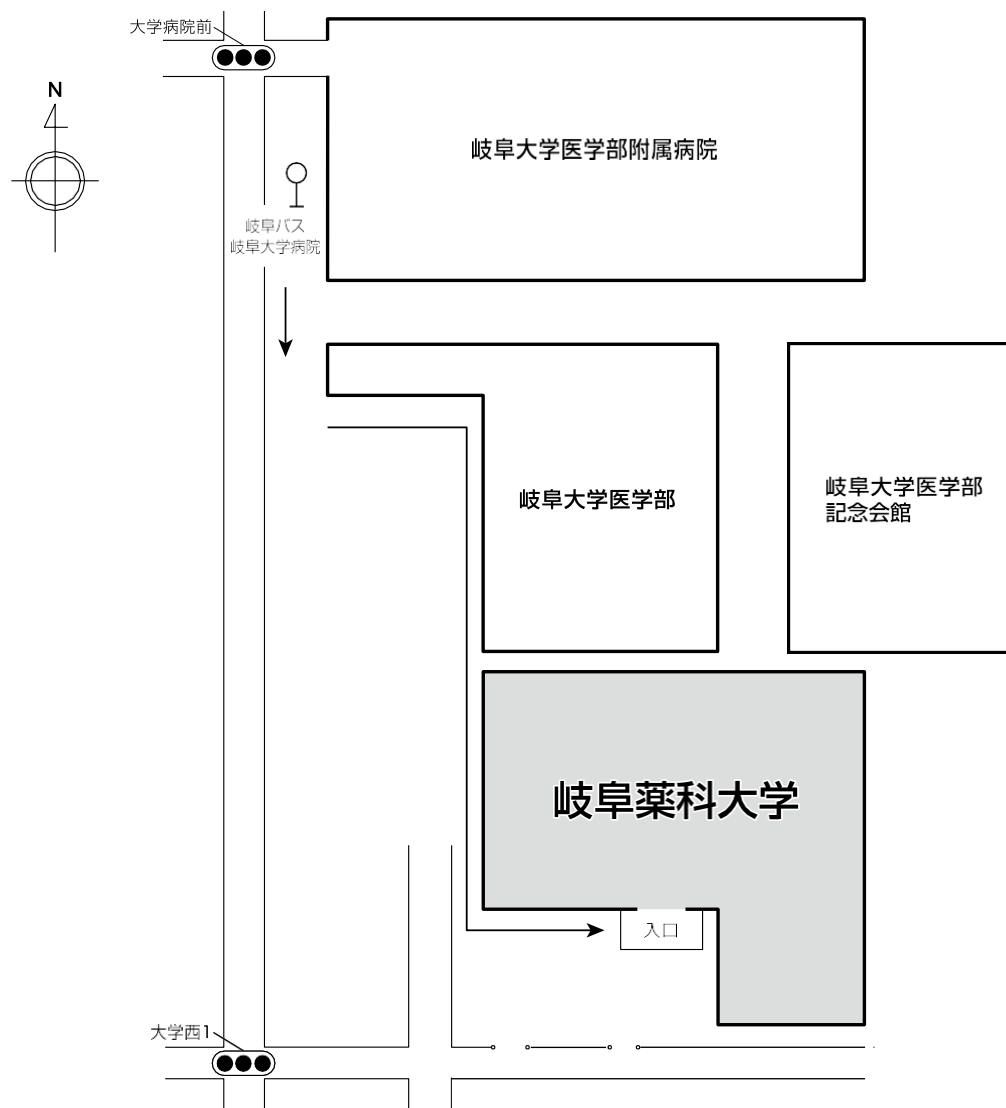 大学病院前
N
岐阜大学医学部附属病院
岐阜バス
岐阜大学病院
岐阜大学医学部
岐阜大学医学部
記念会館
岐阜薬科大学
入口
大学西1